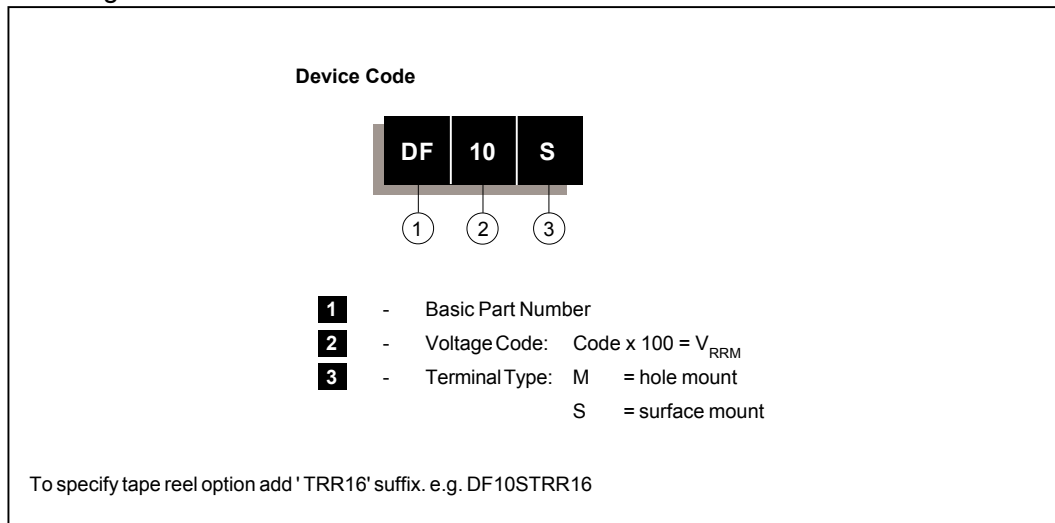 Device Code
DF 10 S
1 2 3
1 - Basic Part Number
2 - Voltage Code: Code x 100 = VRRM
3 - Terminal Type: M = hole mount
S = surface mount
To specify tape reel option add ' TRR16' suffix. e.g. DF10STRR16